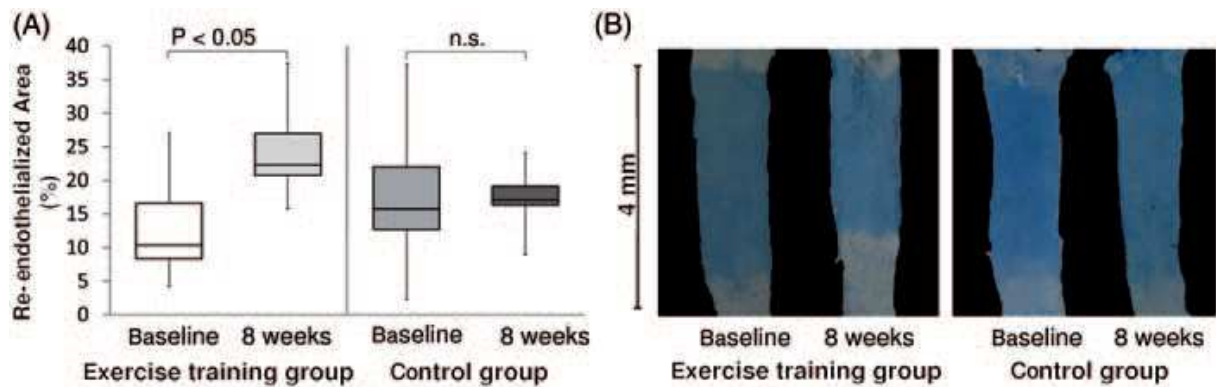 (A)
P < 0.05
n.s.
Re-endothelialized Area
(%)
40
35
30
25
20
15
10
5
0
Baseline 8 weeks Baseline 8 weeks
Exercise training group Control group
(B)
4 mm
Baseline 8 weeks Baseline 8 weeks
Exercise training group Control group